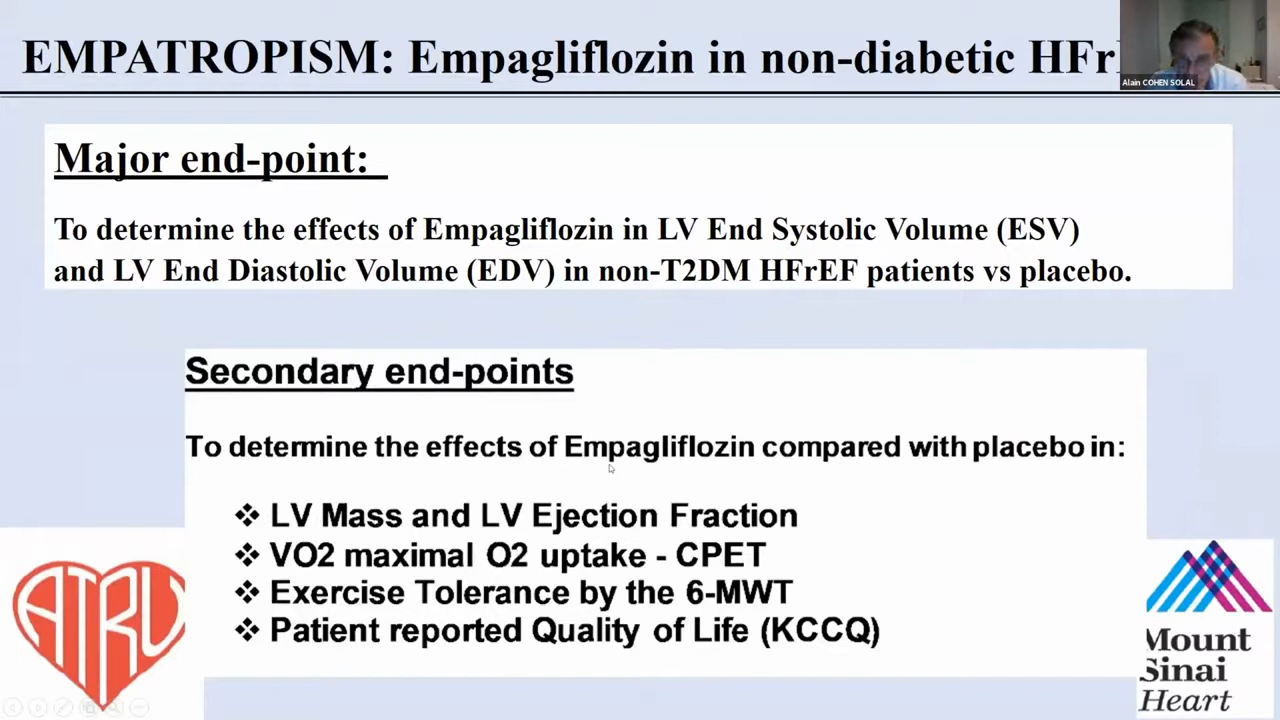 EMPATROPISM: Empagliflozin in non-diabetic HFr
Alain COHEN SOLAL
Major end-point:
To determine the effects of Empagliflozin in LV End Systolic Volume (ESV)
and LV End Diastolic Volume (EDV) in non-T2DM HFrEF patients vs placebo.
Secondary end-points
To determine the effects of Empagliflozin compared with placebo in:
❖ LV Mass and LV Ejection Fraction
❖ VO2 maximal O2 uptake - CPET
❖ Exercise Tolerance by the 6-MWT
❖ Patient reported Quality of Life (KCCQ)
ATRU
Mount
Sinai
Heart